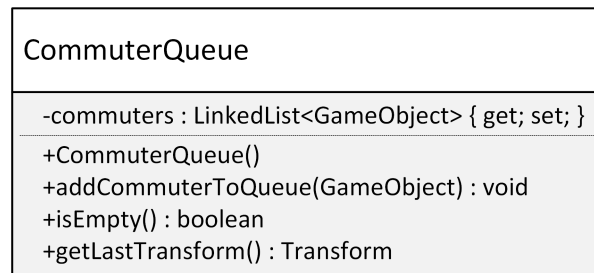 CommuterQueue
-commuters : LinkedList<GameObject> { get; set; }
+CommuterQueue()
+addCommuterToQueue(GameObject) : void
+isEmpty() : boolean
+getLastTransform() : Transform